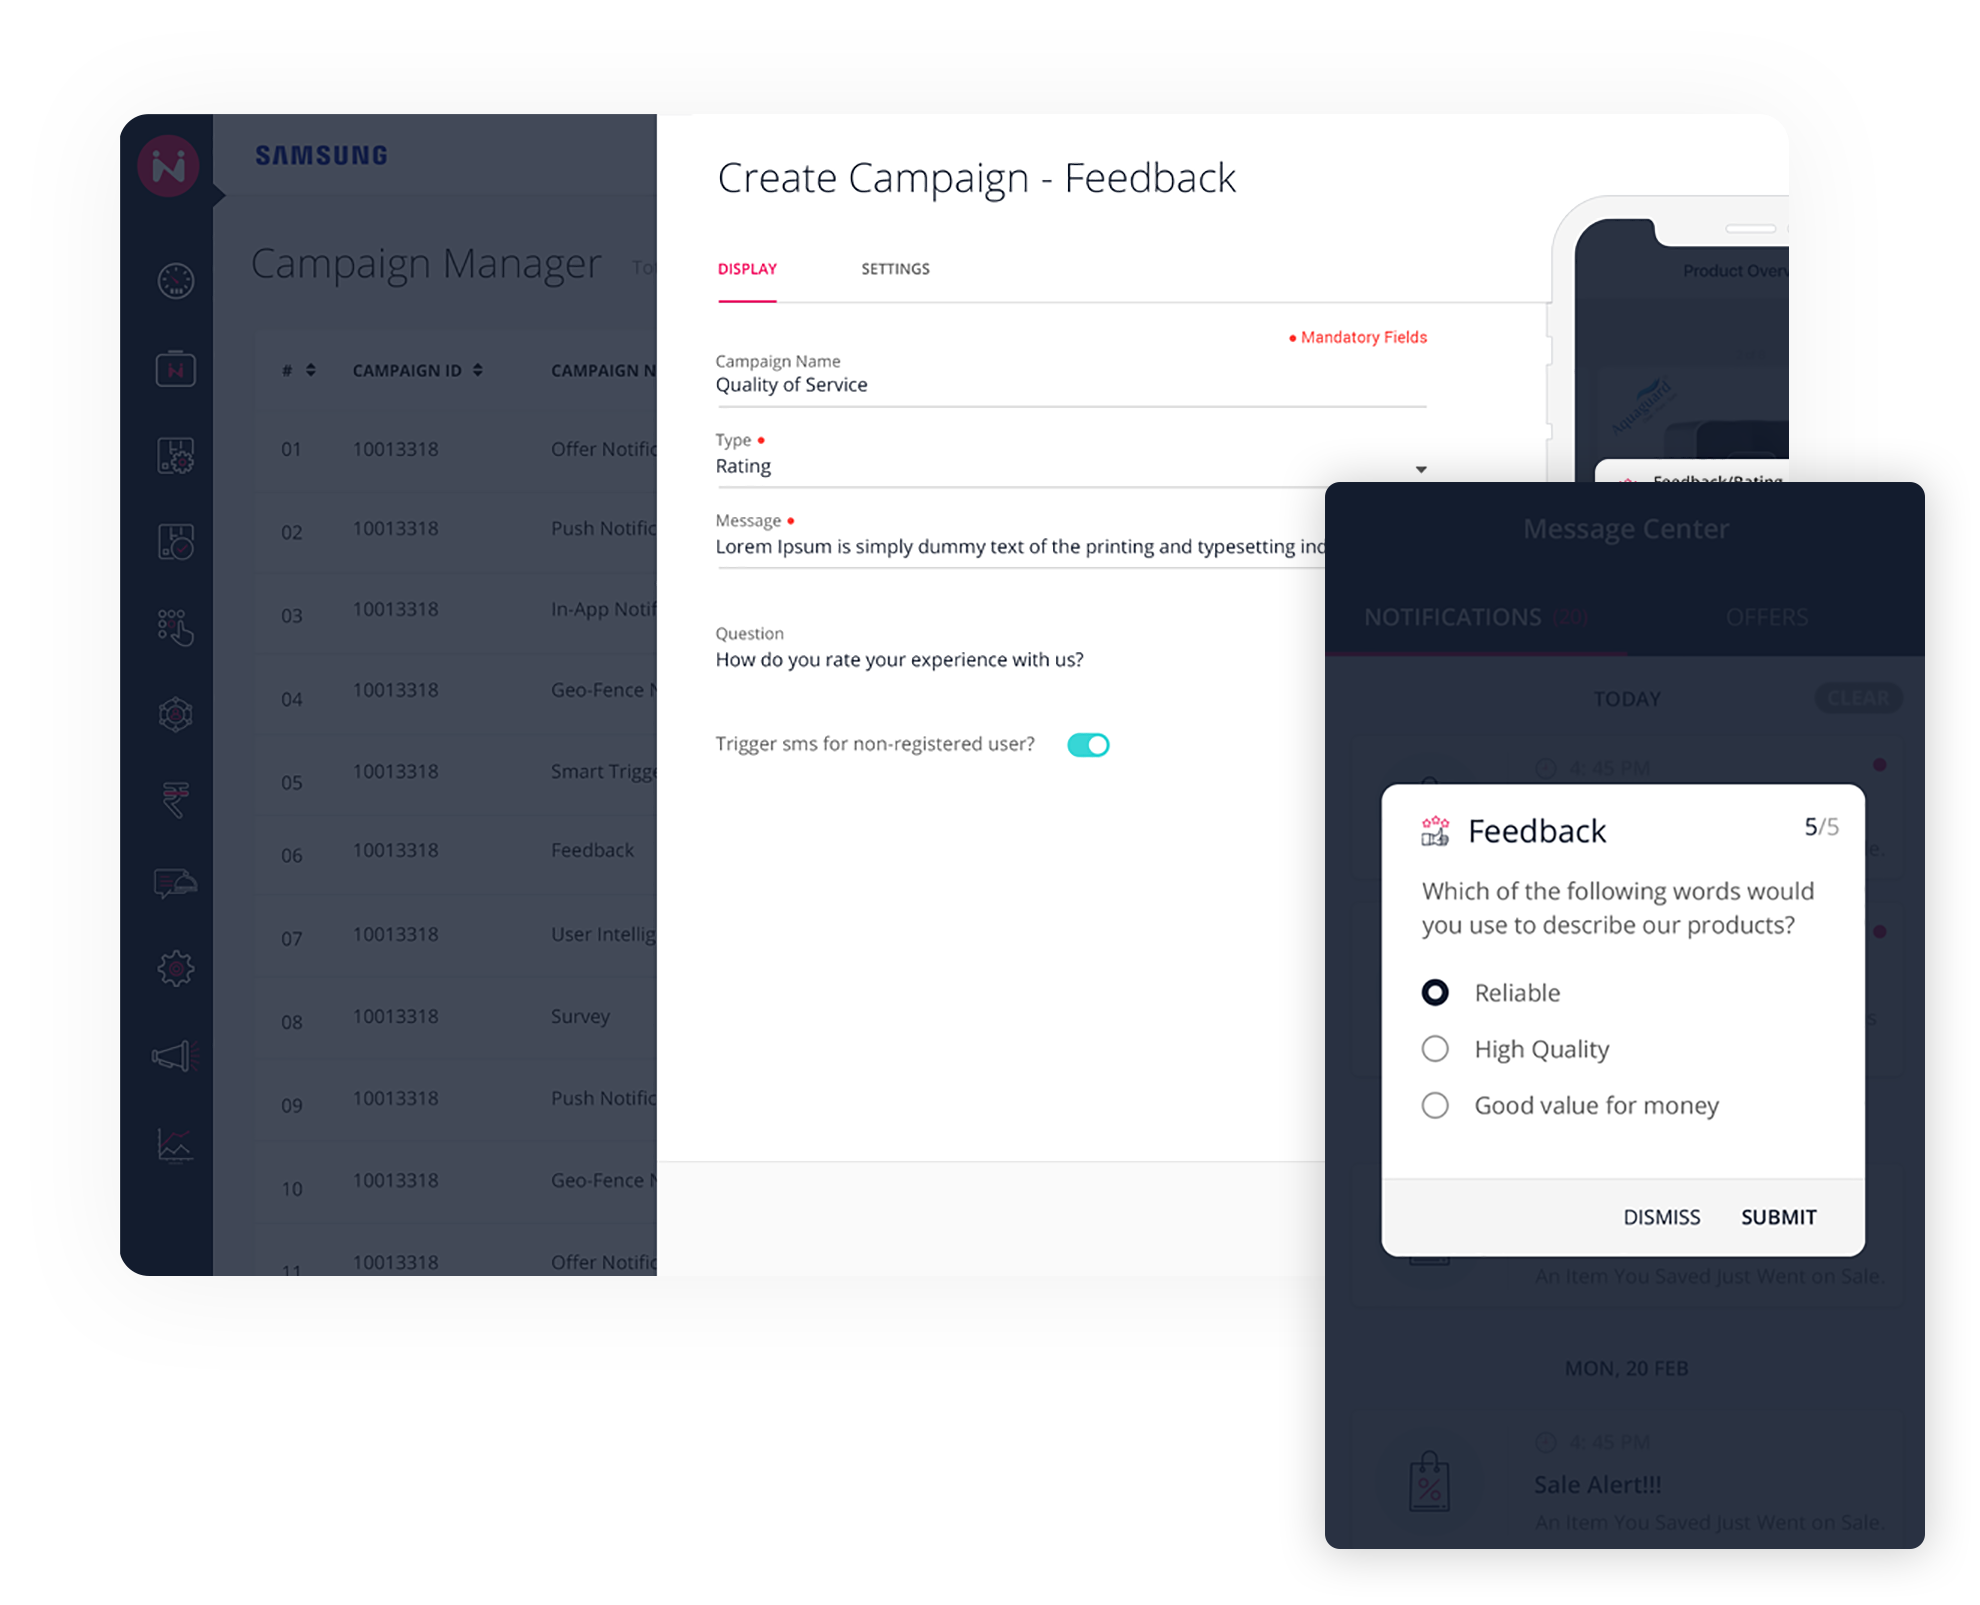 SAMSUNG
Campaign Manager
# CAMPAIGN ID CAMPAIGN N
01 10013318 Offer Notific
02 10013318 Push Notific
03 10013318 In-App Notif
04 10013318 Geo-Fence N
05 10013318 Smart Trigge
06 10013318 Feedback
07 10013318 User Intellig
08 10013318 Survey
09 10013318 Push Notific
10 10013318 Geo-Fence N
11 10013318 Offer Notific
Create Campaign - Feedback
DISPLAY SETTINGS
• Mandatory Fields
Campaign Name
Quality of Service
Type •
Rating
Message •
Lorem Ipsum is simply dummy text of the printing and typesetting ind
Question
How do you rate your experience with us?
Trigger sms for non-registered user?
Product Overv
Aquaguard
Feedback/Rating
Message Center
NOTIFICATIONS (20) OFFERS
TODAY CLEAR
4: 45 PM
Feedback 5/5
Which of the following words would
you use to describe our products?
Reliable
High Quality
Good value for money
DISMISS SUBMIT
An Item You Saved Just Went on Sale.
MON, 20 FEB
4: 45 PM
Sale Alert!!!
An Item You Saved Just Went on Sale.